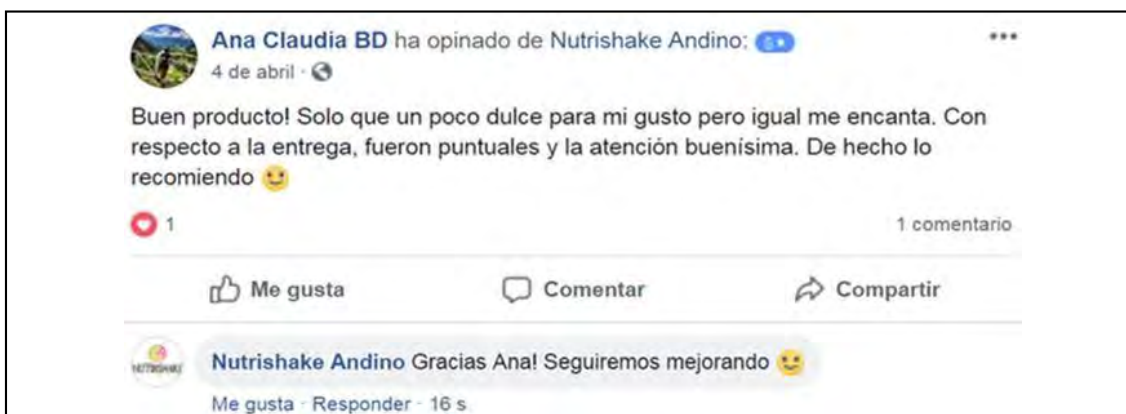 Ana Claudia BD ha opinado de Nutrishake Andino: 5★
4 de abril ·
Buen producto! Solo que un poco dulce para mi gusto pero igual me encanta. Con
respecto a la entrega, fueron puntuales y la atención buenísima. De hecho lo
recomiendo
1
1 comentario
Me gusta
Comentar
Compartir
NUTRISHAKE
Nutrishake Andino Gracias Ana! Seguiremos mejorando
Me gusta · Responder · 16 s